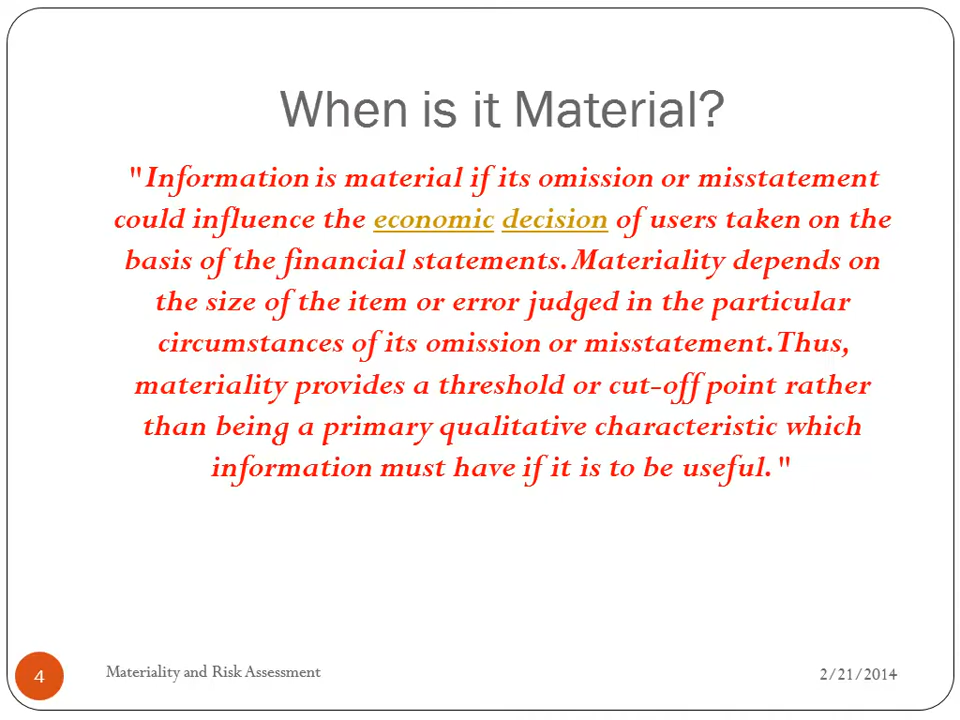 When is it Material?
"Information is material if its omission or misstatement
could influence the economic decision of users taken on the
basis of the financial statements. Materiality depends on
the size of the item or error judged in the particular
circumstances of its omission or misstatement. Thus,
materiality provides a threshold or cut-off point rather
than being a primary qualitative characteristic which
information must have if it is to be useful."
4
Materiality and Risk Assessment
2/21/2014